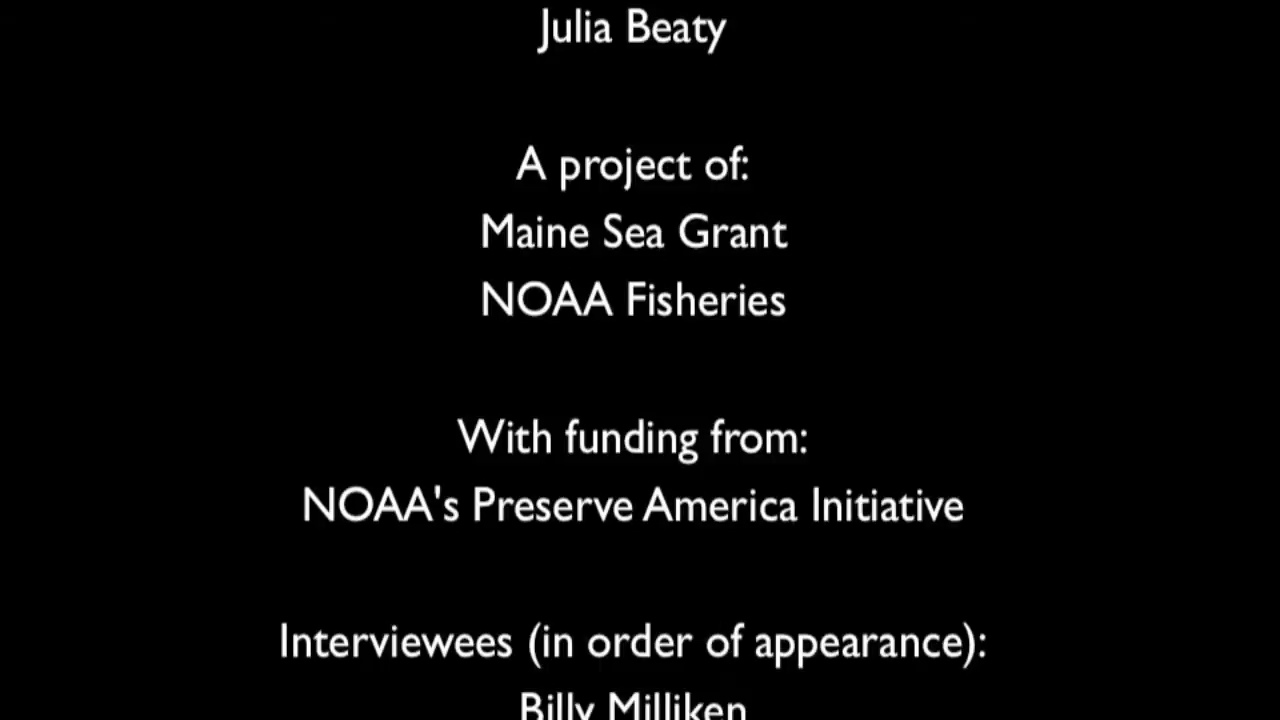 Julia Beaty
A project of:
Maine Sea Grant
NOAA Fisheries
With funding from:
NOAA's Preserve America Initiative
Interviewees (in order of appearance):
Billy Milliken